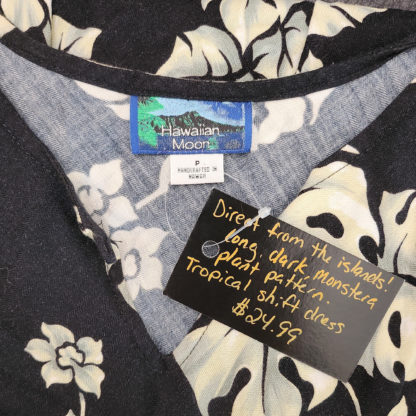 Hawaiian
Moon
P
HANDCRAFTED IN
HAWAII
Direct from the islands!
Long, dark, monstera
plant pattern.
Tropical shift dress
$24.99